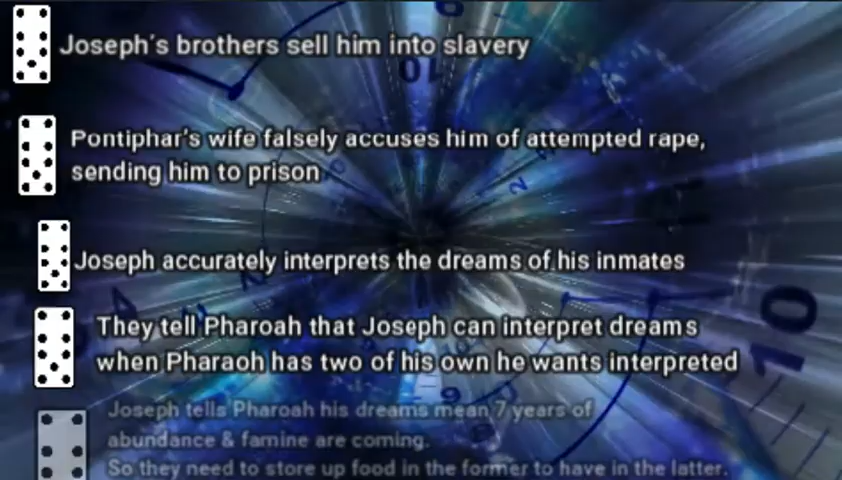 Joseph's brothers sell him into slavery
Pontiphar's wife falsely accuses him of attempted rape,
sending him to prison
Joseph accurately interprets the dreams of his inmates
They tell Pharoah that Joseph can interpret dreams
when Pharaoh has two of his own he wants interpreted
Joseph tells Pharoah his dreams mean 7 years of
abundance & famine are coming.
So they need to store up food in the former to have in the latter.
10